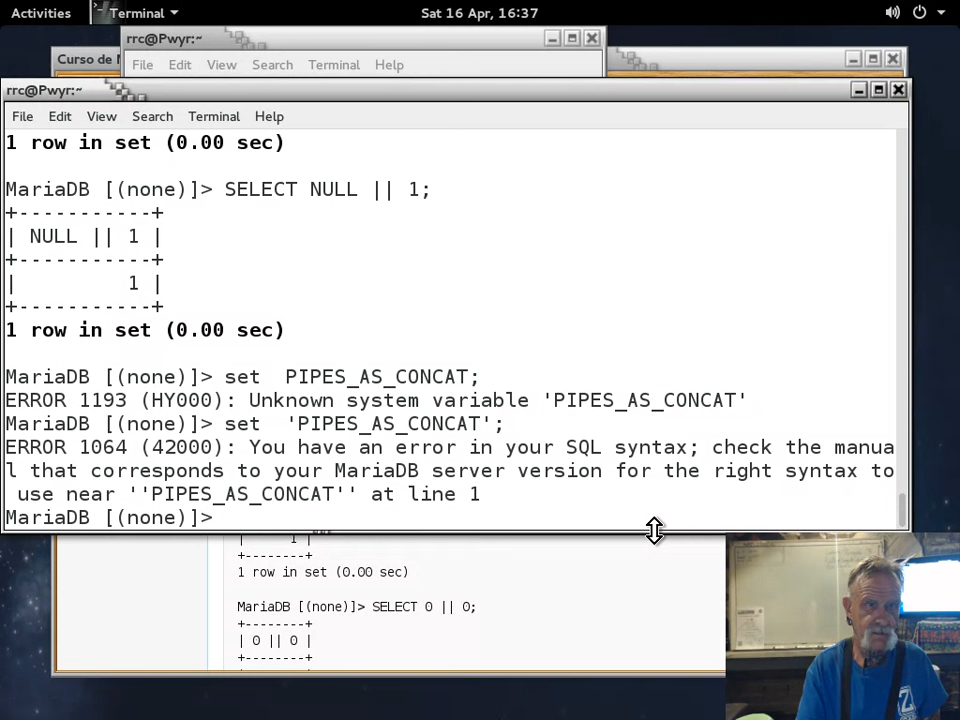 Activities Terminal Sat 16 Apr, 16:37
rrc@Pwyr:~
File Edit View Search Terminal Help
Curso de
rrc@Pwyr:~
File Edit View Search Terminal Help
1 row in set (0.00 sec)
MariaDB [(none)]> SELECT NULL || 1;
+-----------+
| NULL || 1 |
+-----------+
|         1 |
+-----------+
1 row in set (0.00 sec)
MariaDB [(none)]> set  PIPES_AS_CONCAT;
ERROR 1193 (HY000): Unknown system variable 'PIPES_AS_CONCAT'
MariaDB [(none)]> set  'PIPES_AS_CONCAT';
ERROR 1064 (42000): You have an error in your SQL syntax; check the manua
l that corresponds to your MariaDB server version for the right syntax to
 use near ''PIPES_AS_CONCAT'' at line 1
MariaDB [(none)]>
|      1 |
+--------+
1 row in set (0.00 sec)
MariaDB [(none)]> SELECT 0 || 0;
+--------+
| 0 || 0 |
+--------+